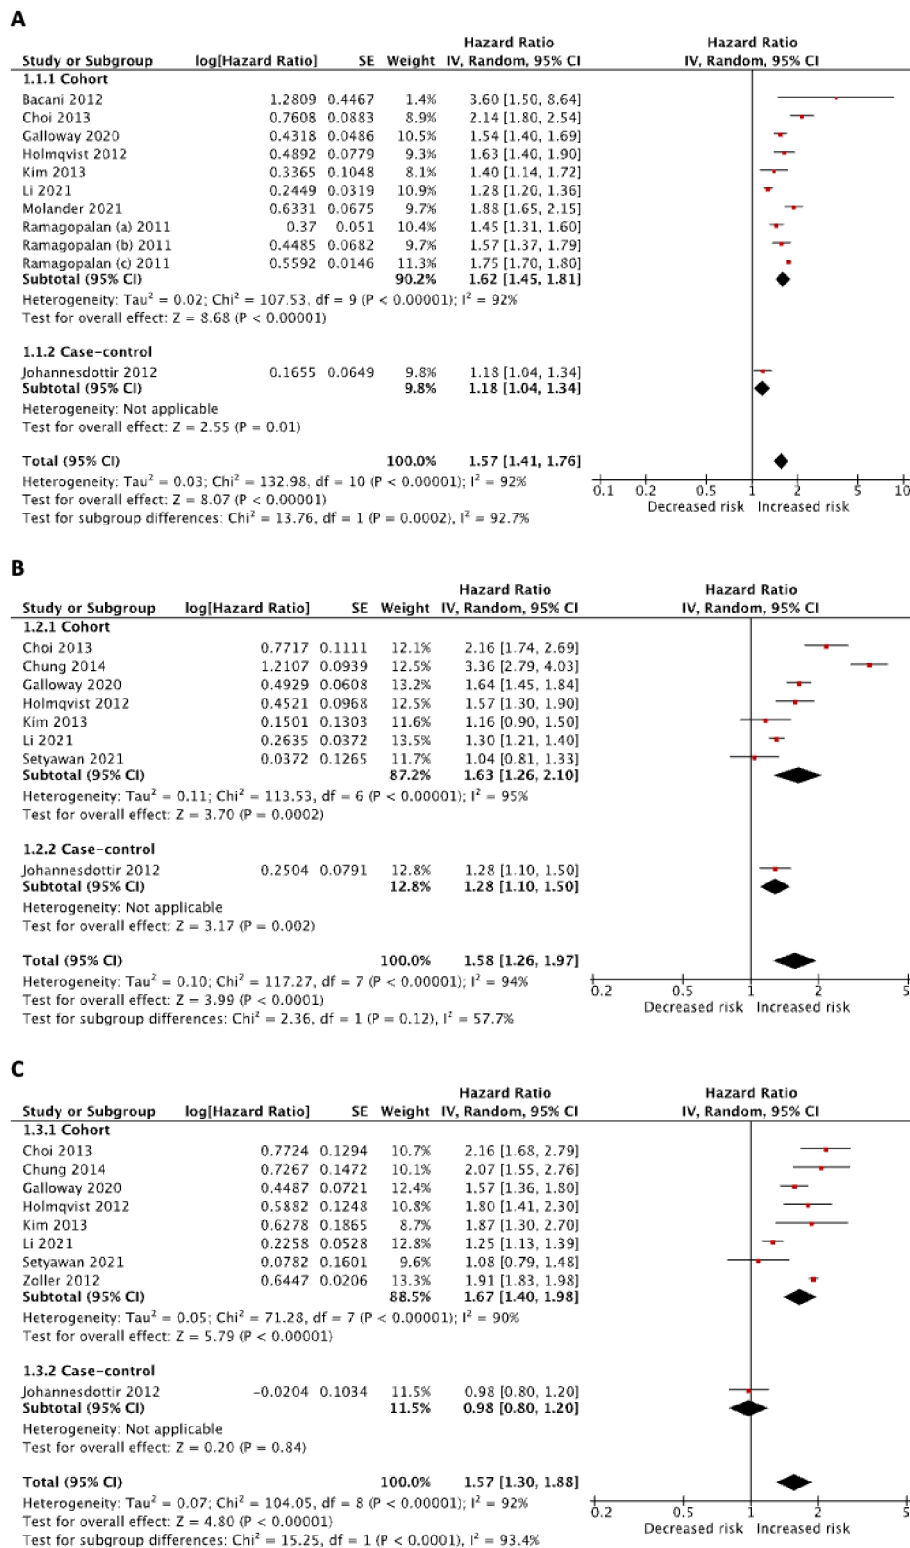 A
Hazard Ratio Hazard Ratio
Study or Subgroup log[Hazard Ratio] SE Weight IV, Random, 95% CI IV, Random, 95% CI
1.1.1 Cohort
Bacani 2012 1.2809 0.4467 1.4% 3.60 [1.50, 8.64]
Choi 2013 0.7608 0.0883 8.9% 2.14 [1.80, 2.54]
Galloway 2020 0.4318 0.0486 10.5% 1.54 [1.40, 1.69]
Holmqvist 2012 0.4892 0.0779 9.3% 1.63 [1.40, 1.90]
Kim 2013 0.3365 0.1048 8.1% 1.40 [1.14, 1.72]
Li 2021 0.2449 0.0319 10.9% 1.28 [1.20, 1.36]
Molander 2021 0.6331 0.0675 9.7% 1.88 [1.65, 2.15]
Ramagopalan (a) 2011 0.37 0.051 10.4% 1.45 [1.31, 1.60]
Ramagopalan (b) 2011 0.4485 0.0682 9.7% 1.57 [1.37, 1.79]
Ramagopalan (c) 2011 0.5592 0.0146 11.3% 1.75 [1.70, 1.80]
Subtotal (95% CI) 90.2% 1.62 [1.45, 1.81]
Heterogeneity: Tau² = 0.02; Chi² = 107.53, df = 9 (P < 0.00001); I² = 92%
Test for overall effect: Z = 8.68 (P < 0.00001)
1.1.2 Case-control
Johannesdottir 2012 0.1655 0.0649 9.8% 1.18 [1.04, 1.34]
Subtotal (95% CI) 9.8% 1.18 [1.04, 1.34]
Heterogeneity: Not applicable
Test for overall effect: Z = 2.55 (P = 0.01)
Total (95% CI) 100.0% 1.57 [1.41, 1.76]
Heterogeneity: Tau² = 0.03; Chi² = 132.98, df = 10 (P < 0.00001); I² = 92%
Test for overall effect: Z = 8.07 (P < 0.00001)
Test for subgroup differences: Chi² = 13.76, df = 1 (P = 0.0002), I² = 92.7%
0.1 0.2 0.5 1 2 5 10
Decreased risk Increased risk
B
Hazard Ratio Hazard Ratio
Study or Subgroup log[Hazard Ratio] SE Weight IV, Random, 95% CI IV, Random, 95% CI
1.2.1 Cohort
Choi 2013 0.7717 0.1111 12.1% 2.16 [1.74, 2.69]
Chung 2014 1.2107 0.0939 12.5% 3.36 [2.79, 4.03]
Galloway 2020 0.4929 0.0608 13.2% 1.64 [1.45, 1.84]
Holmqvist 2012 0.4521 0.0968 12.5% 1.57 [1.30, 1.90]
Kim 2013 0.1501 0.1303 11.6% 1.16 [0.90, 1.50]
Li 2021 0.2635 0.0372 13.5% 1.30 [1.21, 1.40]
Setyawan 2021 0.0372 0.1265 11.7% 1.04 [0.81, 1.33]
Subtotal (95% CI) 87.2% 1.63 [1.26, 2.10]
Heterogeneity: Tau² = 0.11; Chi² = 113.53, df = 6 (P < 0.00001); I² = 95%
Test for overall effect: Z = 3.70 (P = 0.0002)
1.2.2 Case-control
Johannesdottir 2012 0.2504 0.0791 12.8% 1.28 [1.10, 1.50]
Subtotal (95% CI) 12.8% 1.28 [1.10, 1.50]
Heterogeneity: Not applicable
Test for overall effect: Z = 3.17 (P = 0.002)
Total (95% CI) 100.0% 1.58 [1.26, 1.97]
Heterogeneity: Tau² = 0.10; Chi² = 117.27, df = 7 (P < 0.00001); I² = 94%
Test for overall effect: Z = 3.99 (P < 0.0001)
Test for subgroup differences: Chi² = 2.36, df = 1 (P = 0.12), I² = 57.7%
0.2 0.5 1 2 5
Decreased risk Increased risk
C
Hazard Ratio Hazard Ratio
Study or Subgroup log[Hazard Ratio] SE Weight IV, Random, 95% CI IV, Random, 95% CI
1.3.1 Cohort
Choi 2013 0.7724 0.1294 10.7% 2.16 [1.68, 2.79]
Chung 2014 0.7267 0.1472 10.1% 2.07 [1.55, 2.76]
Galloway 2020 0.4487 0.0721 12.4% 1.57 [1.36, 1.80]
Holmqvist 2012 0.5882 0.1248 10.8% 1.80 [1.41, 2.30]
Kim 2013 0.6278 0.1865 8.7% 1.87 [1.30, 2.70]
Li 2021 0.2258 0.0528 12.8% 1.25 [1.13, 1.39]
Setyawan 2021 0.0782 0.1601 9.6% 1.08 [0.79, 1.48]
Zoller 2012 0.6447 0.0206 13.3% 1.91 [1.83, 1.98]
Subtotal (95% CI) 88.5% 1.67 [1.40, 1.98]
Heterogeneity: Tau² = 0.05; Chi² = 71.28, df = 7 (P < 0.00001); I² = 90%
Test for overall effect: Z = 5.79 (P < 0.00001)
1.3.2 Case-control
Johannesdottir 2012 -0.0204 0.1034 11.5% 0.98 [0.80, 1.20]
Subtotal (95% CI) 11.5% 0.98 [0.80, 1.20]
Heterogeneity: Not applicable
Test for overall effect: Z = 0.20 (P = 0.84)
Total (95% CI) 100.0% 1.57 [1.30, 1.88]
Heterogeneity: Tau² = 0.07; Chi² = 104.05, df = 8 (P < 0.00001); I² = 92%
Test for overall effect: Z = 4.80 (P < 0.00001)
Test for subgroup differences: Chi² = 15.25, df = 1 (P < 0.0001), I² = 93.4%
0.2 0.5 1 2 5
Decreased risk Increased risk